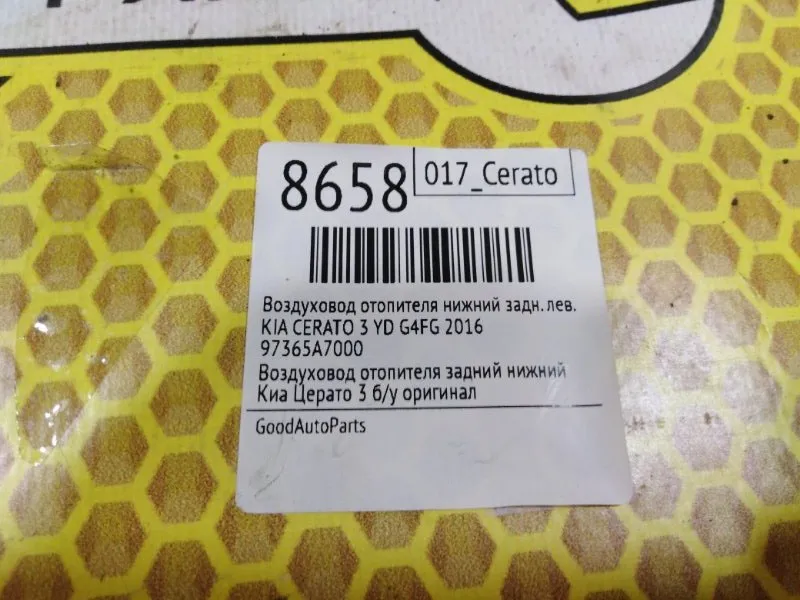 8658
017_Cerato
Воздуховод отопителя нижний задн. лев.
KIA CERATO 3 YD G4FG 2016
97365A7000
Воздуховод отопителя задний нижний
Киа Церато 3 б/у оригинал
GoodAutoParts